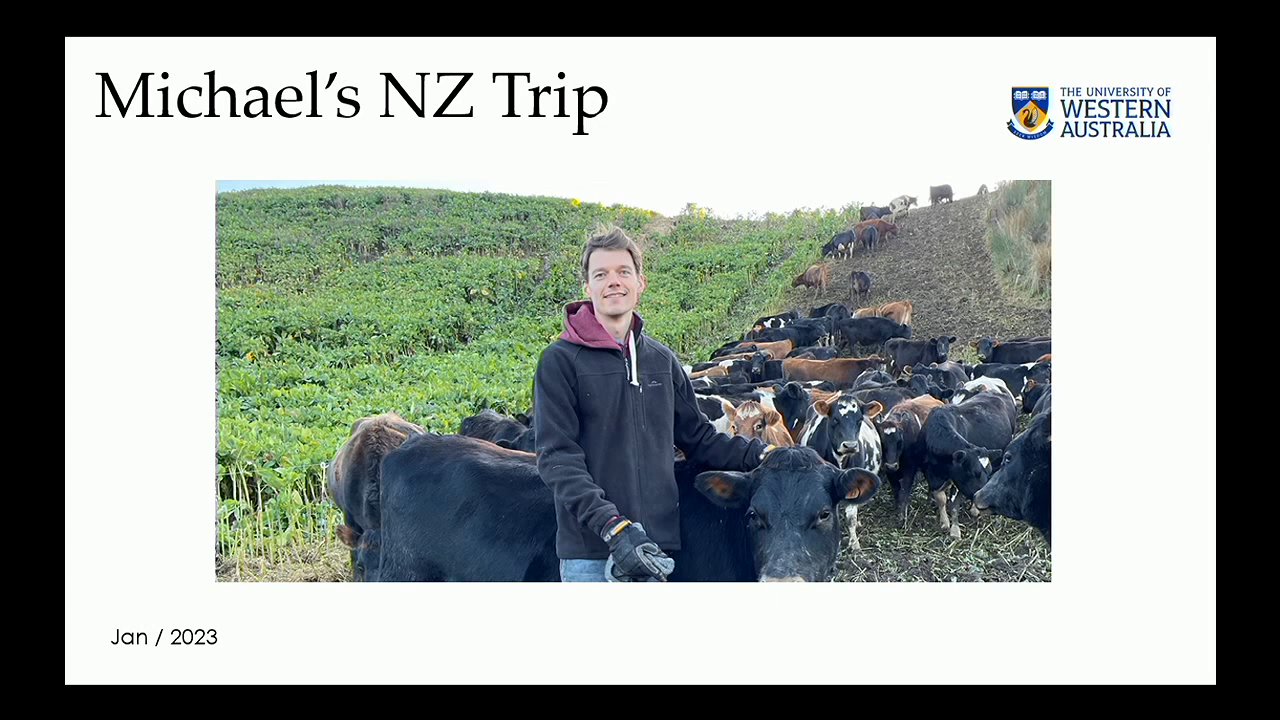 Michael's NZ Trip
THE UNIVERSITY OF
WESTERN
AUSTRALIA
Jan / 2023